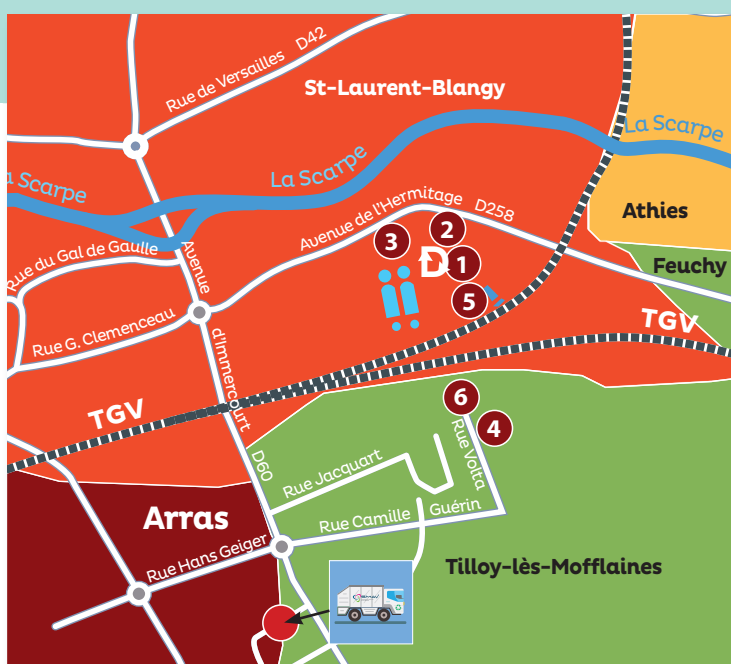 D42
Rue de Versailles
St-Laurent-Blangy
La Scarpe
a Scarpe
La Scarpe
Avenue de l'Hermitage D258
Athies
2
3
D
1
Rue du Gal de Gaulle
Avenue
Feuchy
5
TGV
Rue G. Clemenceau
d'Immercourt
TGV
6
4
Rue Volta
D60
Rue Jacquart
Arras
Rue Camille Guérin
Rue Hans Geiger
Tilloy-lès-Mofflaines